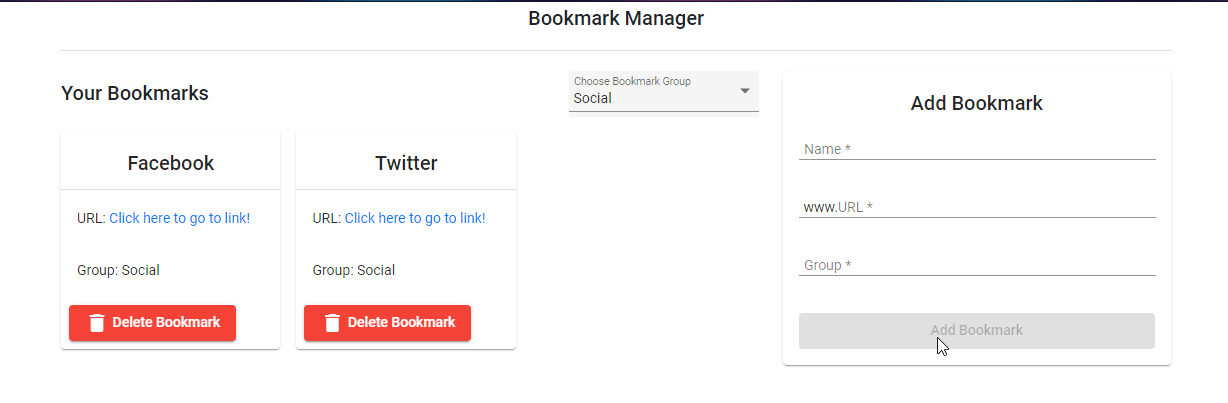 Bookmark Manager
Your Bookmarks
Choose Bookmark Group
Social
Facebook
URL: Click here to go to link!
Group: Social
Delete Bookmark
Twitter
URL: Click here to go to link!
Group: Social
Delete Bookmark
Add Bookmark
Name *
www.URL *
Group *
Add Bookmark